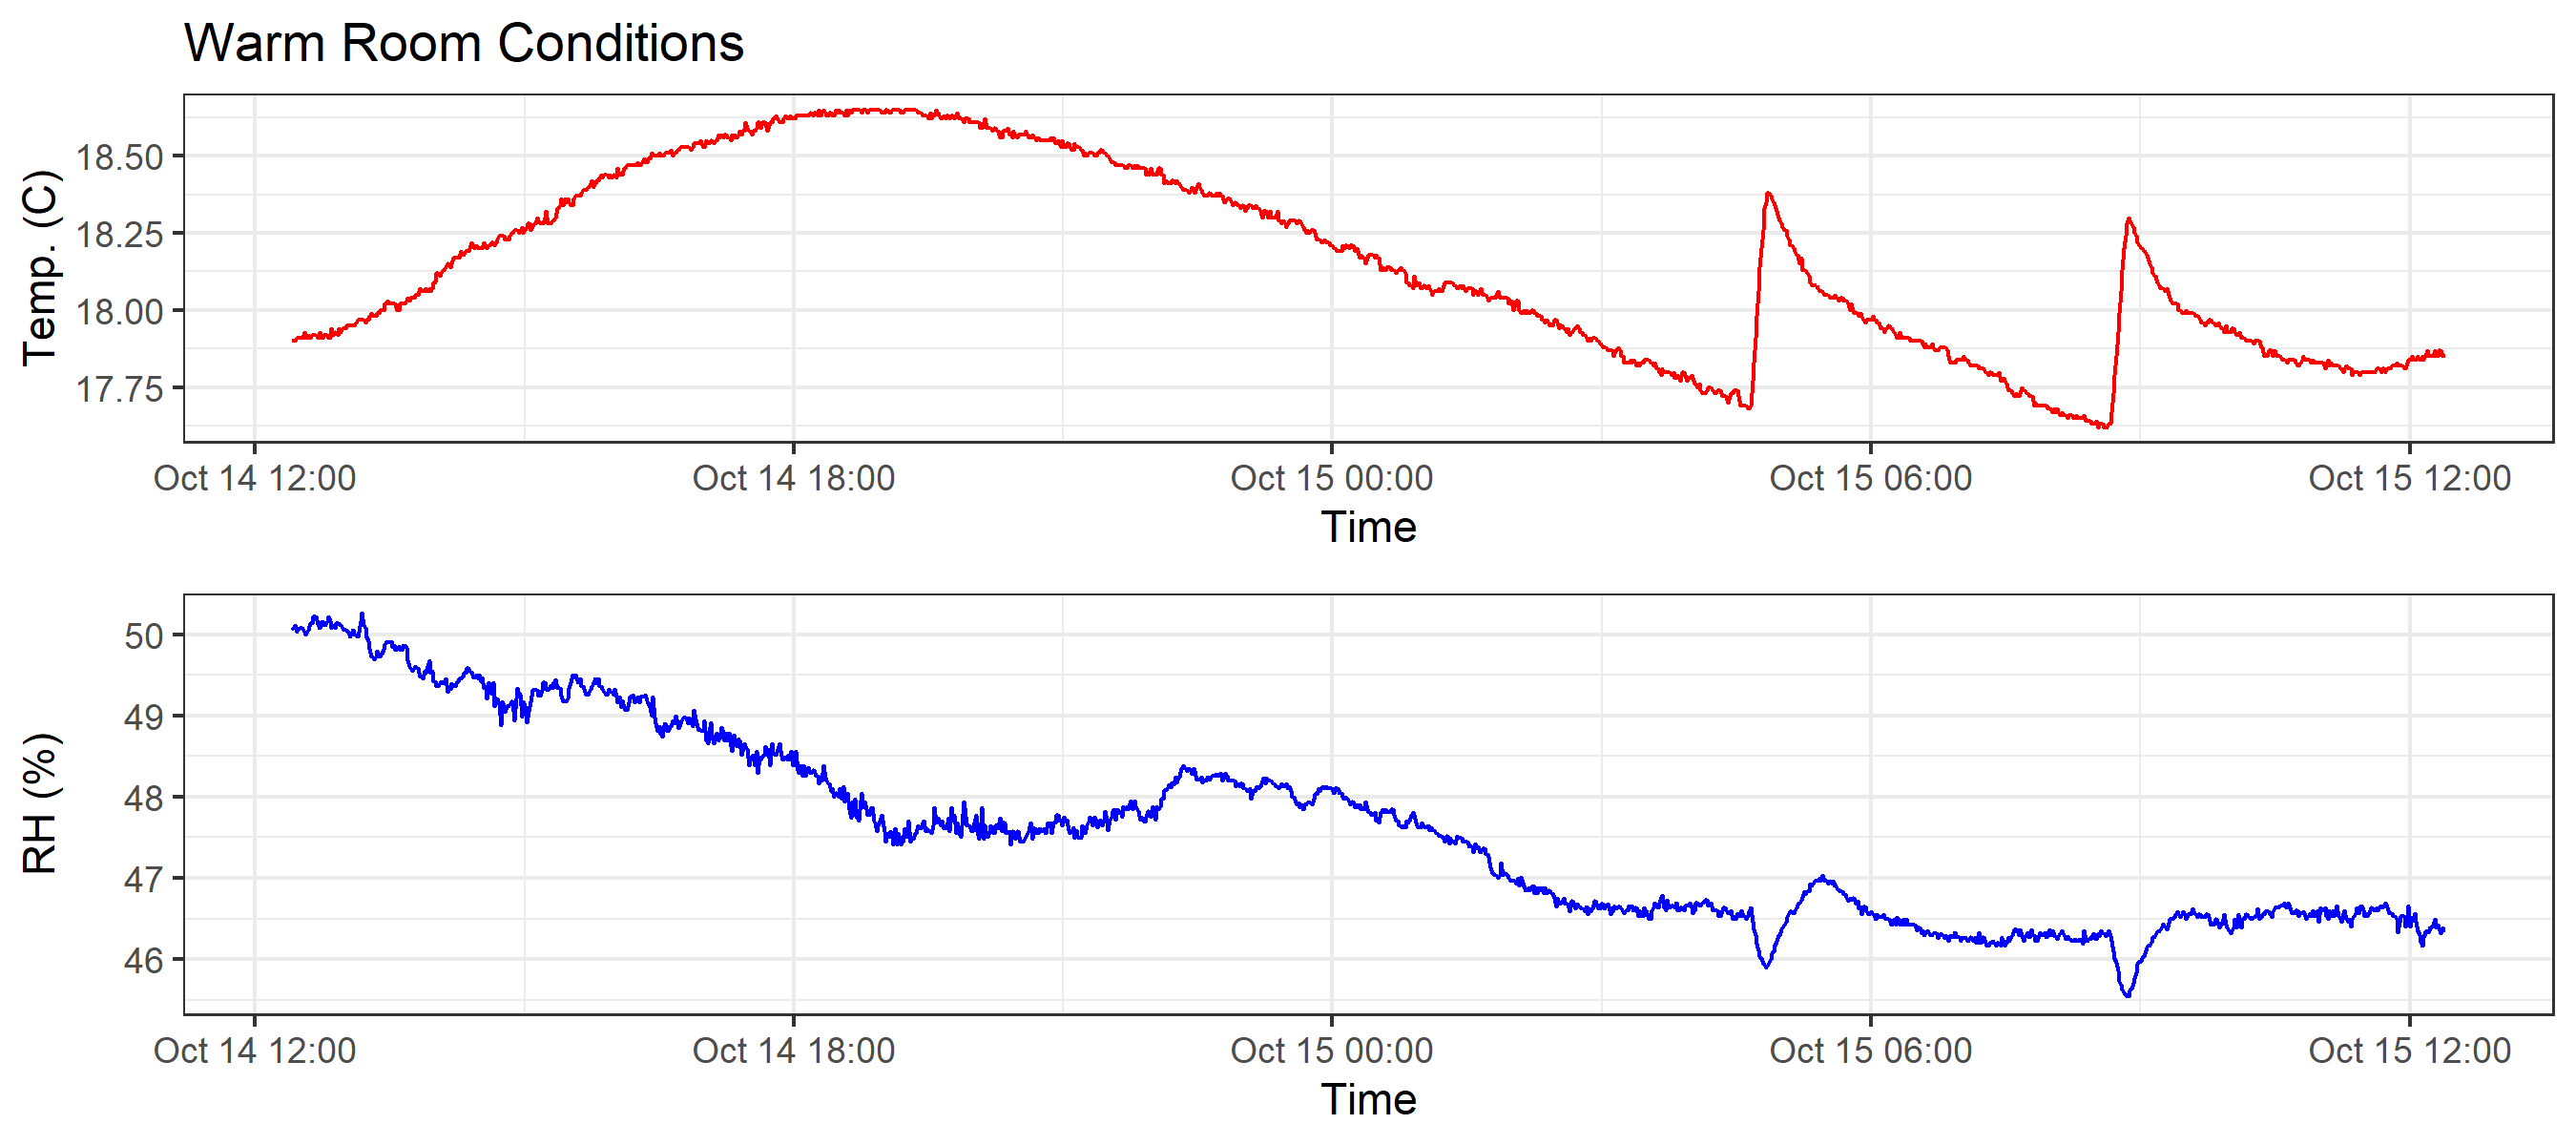 Warm Room Conditions
Temp. (C)
18.50
18.25
18.00
17.75
Oct 14 12:00 Oct 14 18:00 Oct 15 00:00 Oct 15 06:00 Oct 15 12:00
Time
RH (%)
50
49
48
47
46
Oct 14 12:00 Oct 14 18:00 Oct 15 00:00 Oct 15 06:00 Oct 15 12:00
Time